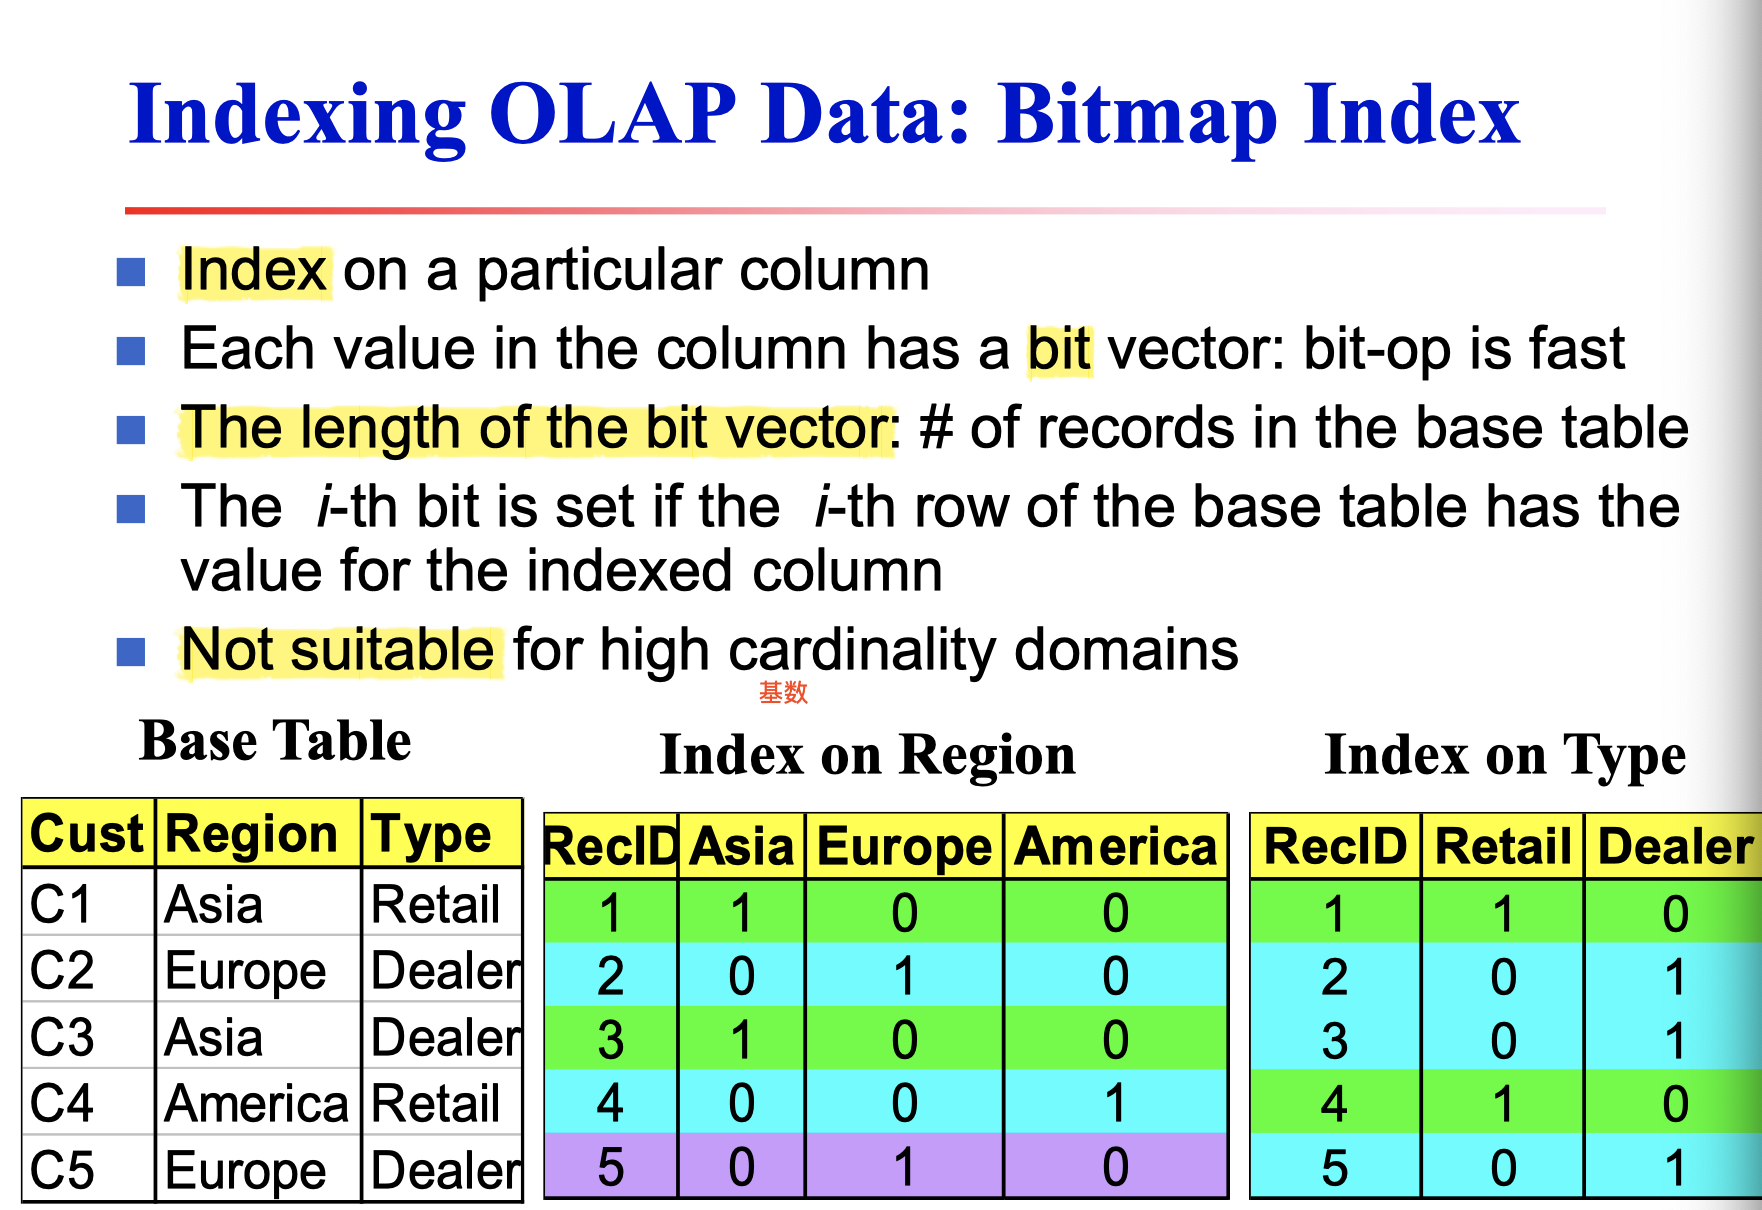 Indexing OLAP Data: Bitmap Index
Index on a particular column
Each value in the column has a bit vector: bit-op is fast
The length of the bit vector: # of records in the base table
The i-th bit is set if the i-th row of the base table has the
value for the indexed column
Not suitable for high cardinality domains
基数
Base Table
Cust Region Type
C1 Asia Retail
C2 Europe Dealer
C3 Asia Dealer
C4 America Retail
C5 Europe Dealer
Index on Region
RecID Asia Europe America
1 1 0 0
2 0 1 0
3 1 0 0
4 0 0 1
5 0 1 0
Index on Type
RecID Retail Dealer
1 1 0
2 0 1
3 0 1
4 1 0
5 0 1